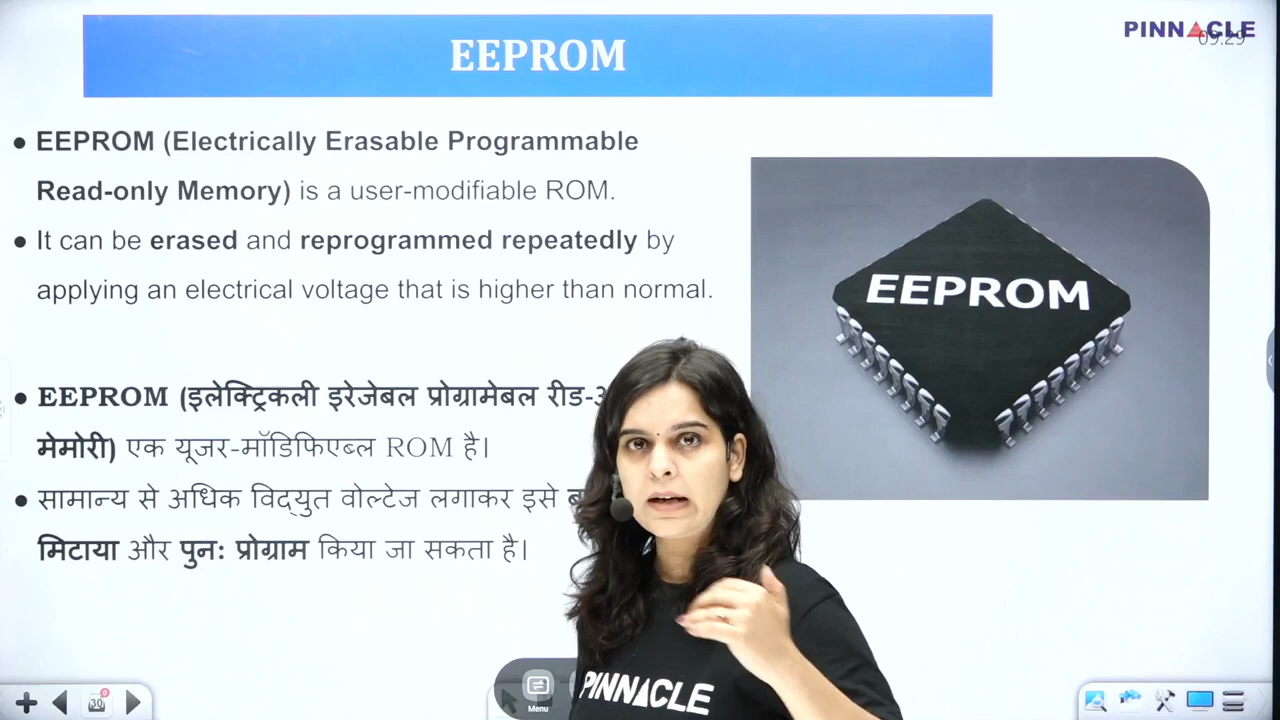 EEPROM
PINNACLE
09:29
● EEPROM (Electrically Erasable Programmable
Read-only Memory) is a user-modifiable ROM.
● It can be erased and reprogrammed repeatedly by
applying an electrical voltage that is higher than normal.
EEPROM
● EEPROM (इलेक्ट्रिकली इरेजेबल प्रोग्रामेबल रीड-
मेमोरी) एक यूजर-मॉडिफिएब्ल ROM है।
● सामान्य से अधिक विद्युत वोल्टेज लगाकर इसे
मिटाया और पुन: प्रोग्राम किया जा सकता है।
PINNACLE
30
Menu